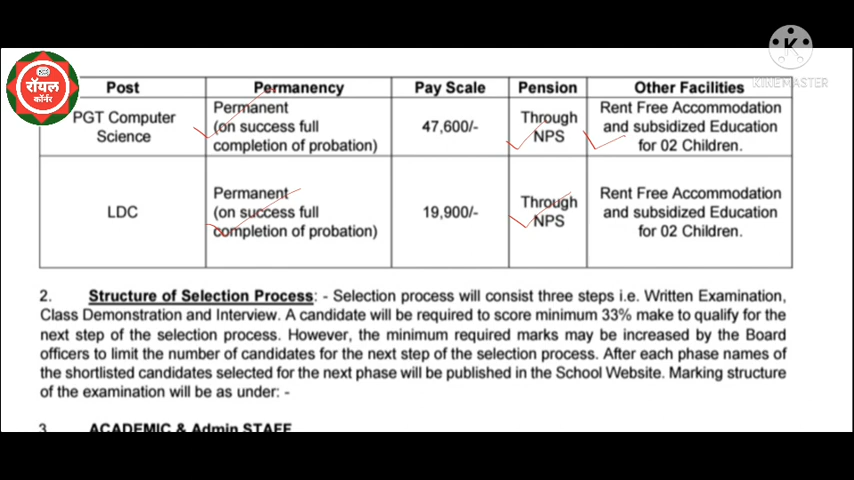 K
KINEMASTER
रॉयल
कॉर्नर
Post Permanency Pay Scale Pension Other Facilities
PGT Computer Science Permanent (on success full completion of probation) 47,600/- Through NPS Rent Free Accommodation and subsidized Education for 02 Children.
LDC Permanent (on success full completion of probation) 19,900/- Through NPS Rent Free Accommodation and subsidized Education for 02 Children.
2. Structure of Selection Process: - Selection process will consist three steps i.e. Written Examination,
Class Demonstration and Interview. A candidate will be required to score minimum 33% make to qualify for the
next step of the selection process. However, the minimum required marks may be increased by the Board
officers to limit the number of candidates for the next step of the selection process. After each phase names of
the shortlisted candidates selected for the next phase will be published in the School Website. Marking structure
of the examination will be as under: -
3. ACADEMIC & Admin STAFF